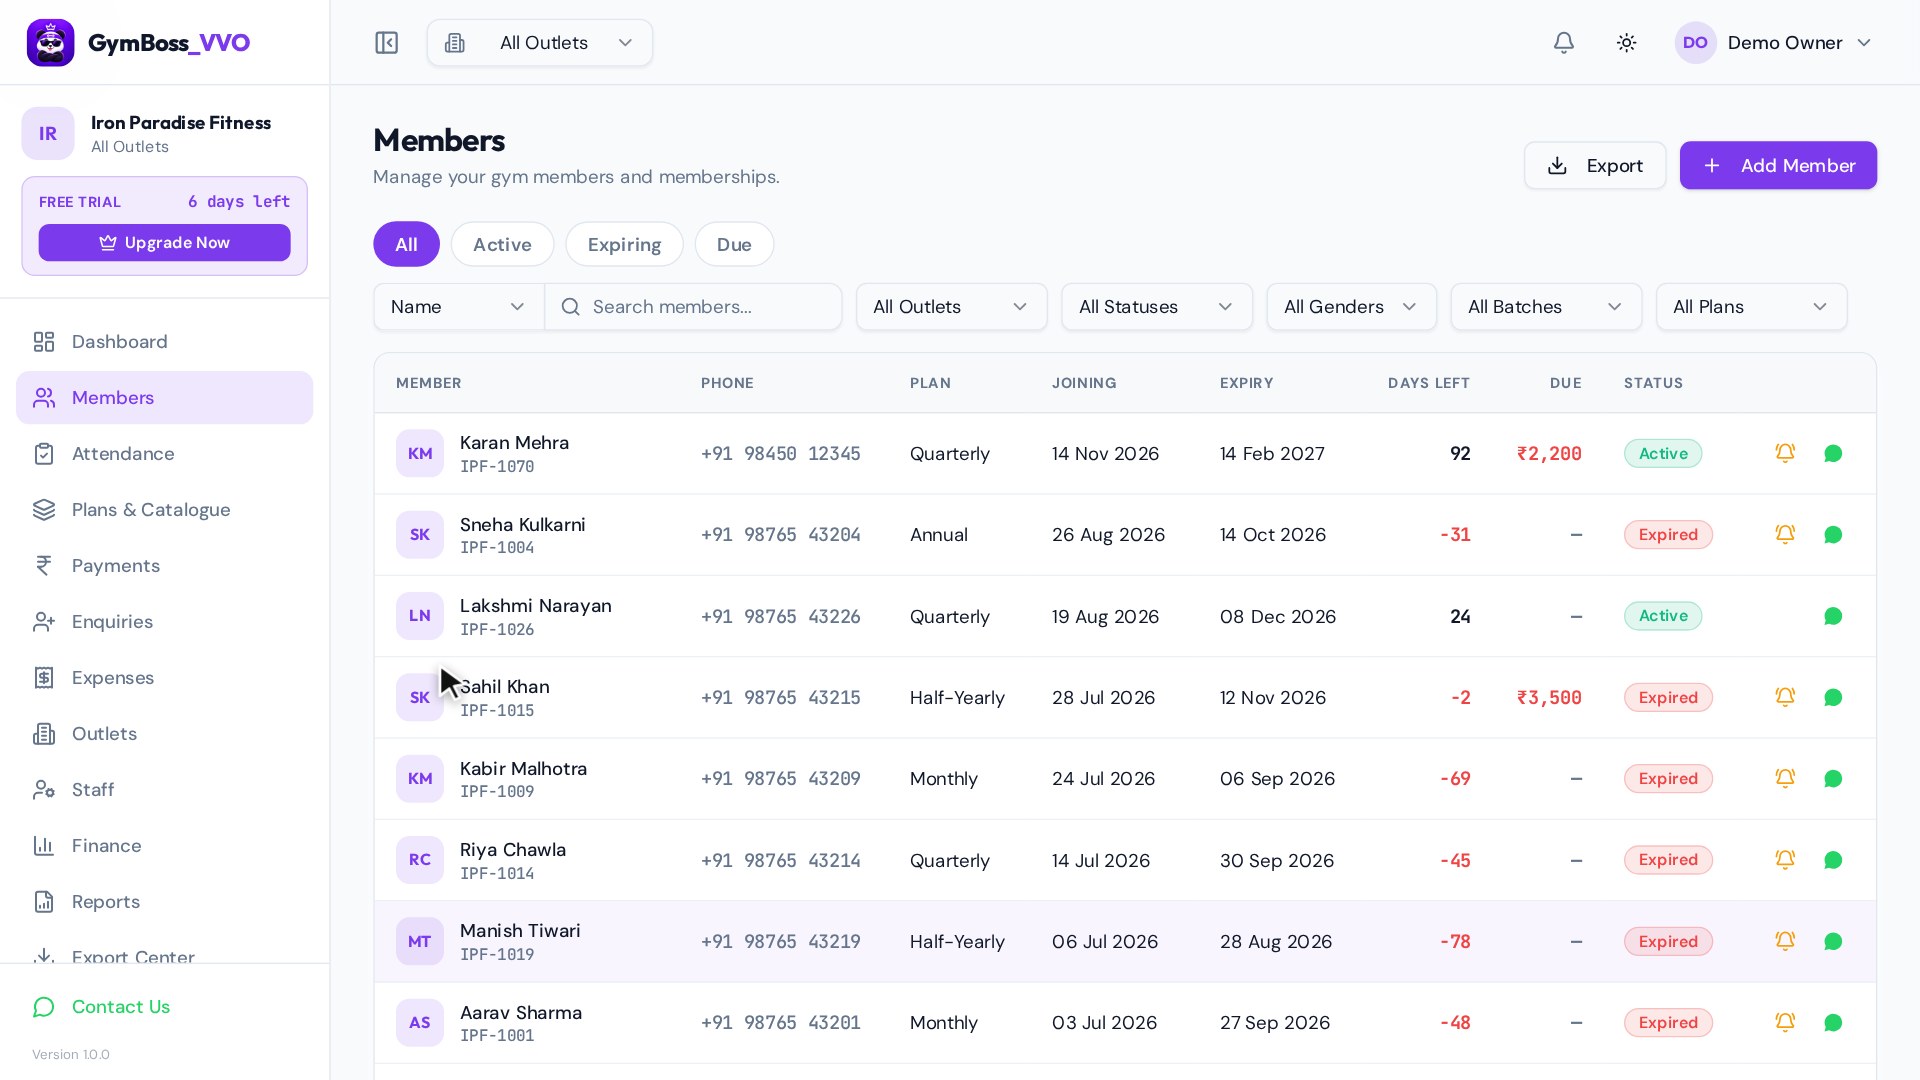 GymBoss_VVO
All Outlets
DO Demo Owner
IR Iron Paradise Fitness
All Outlets
FREE TRIAL 6 days left
Upgrade Now
Dashboard
Members
Attendance
Plans & Catalogue
Payments
Enquiries
Expenses
Outlets
Staff
Finance
Reports
Export Center
Contact Us
Version 1.0.0
Members
Manage your gym members and memberships.
Export
Add Member
All Active Expiring Due
Name Search members... All Outlets All Statuses All Genders All Batches All Plans
MEMBER PHONE PLAN JOINING EXPIRY DAYS LEFT DUE STATUS
KM Karan Mehra +91 98450 12345 Quarterly 14 Nov 2026 14 Feb 2027 92 ₹2,200 Active
IPF-1070
SK Sneha Kulkarni +91 98765 43204 Annual 26 Aug 2026 14 Oct 2026 -31 – Expired
IPF-1004
LN Lakshmi Narayan +91 98765 43226 Quarterly 19 Aug 2026 08 Dec 2026 24 – Active
IPF-1026
SK Sahil Khan +91 98765 43215 Half-Yearly 28 Jul 2026 12 Nov 2026 -2 ₹3,500 Expired
IPF-1015
KM Kabir Malhotra +91 98765 43209 Monthly 24 Jul 2026 06 Sep 2026 -69 – Expired
IPF-1009
RC Riya Chawla +91 98765 43214 Quarterly 14 Jul 2026 30 Sep 2026 -45 – Expired
IPF-1014
MT Manish Tiwari +91 98765 43219 Half-Yearly 06 Jul 2026 28 Aug 2026 -78 – Expired
IPF-1019
AS Aarav Sharma +91 98765 43201 Monthly 03 Jul 2026 27 Sep 2026 -48 – Expired
IPF-1001